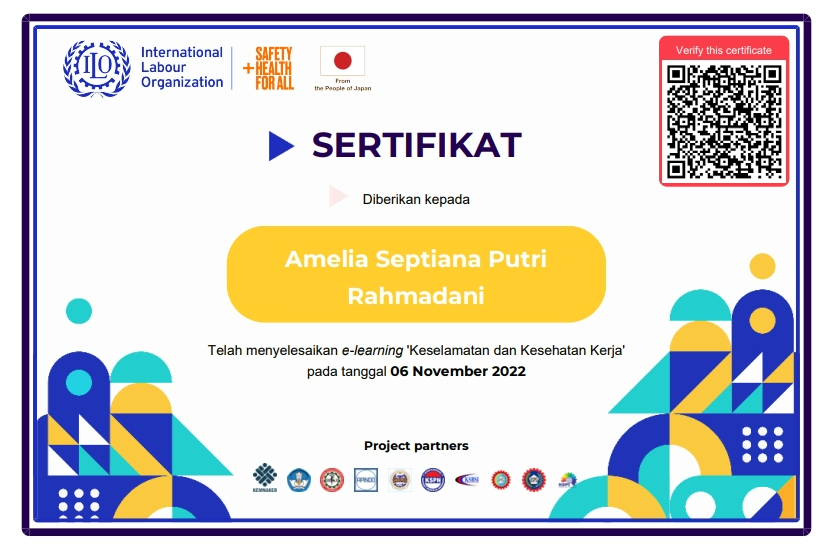 International
Labour
Organization
ILO
SAFETY
+HEALTH
FOR ALL
From
the People of Japan
Verify this certificate
SERTIFIKAT
Diberikan kepada
Amelia Septiana Putri
Rahmadani
Telah menyelesaikan e-learning 'Keselamatan dan Kesehatan Kerja'
pada tanggal 06 November 2022
Project partners
KEMNAKER
APINDO
KSPN
KSBSI